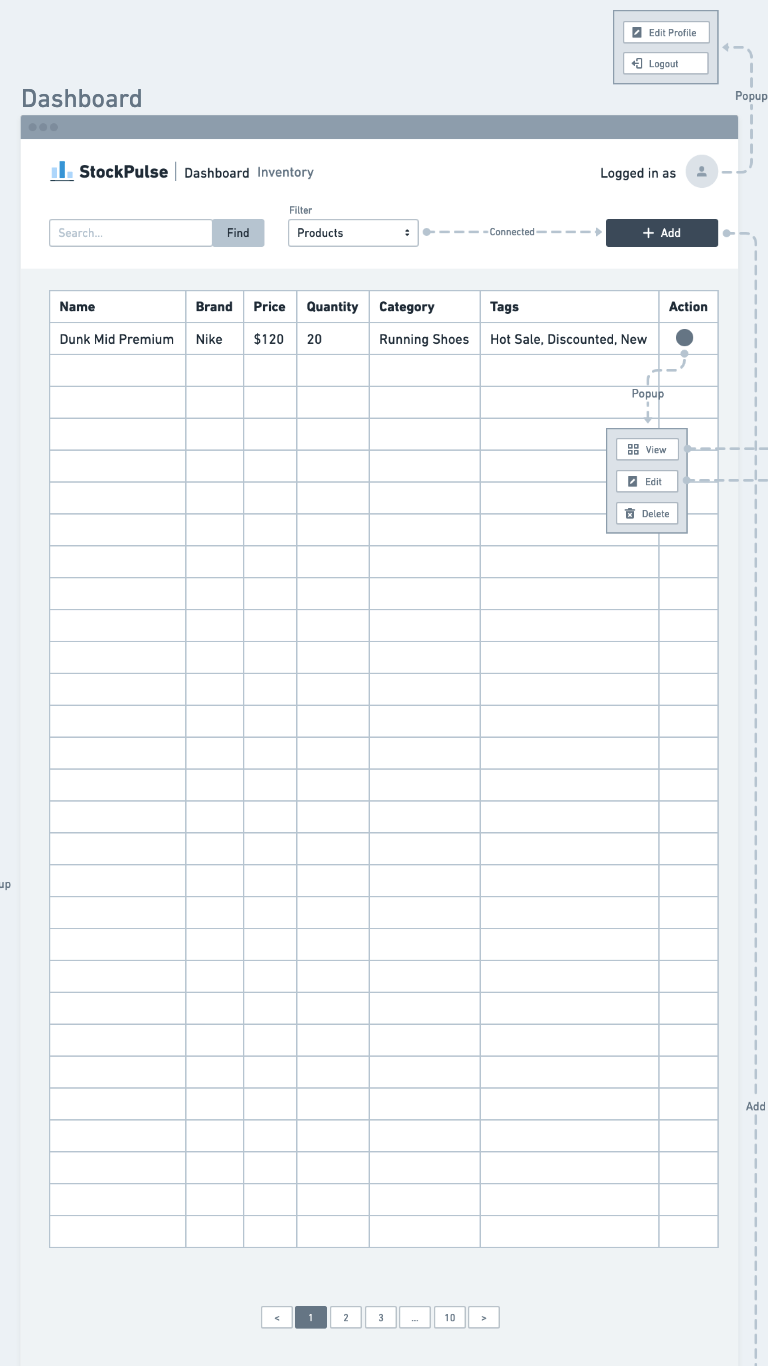 Edit Profile
Logout
Popup
Dashboard
StockPulse Dashboard Inventory
Logged in as
Filter
Search...
Find
Products
Connected
+ Add
Name Brand Price Quantity Category Tags Action
Dunk Mid Premium Nike $120 20 Running Shoes Hot Sale, Discounted, New
Popup
View
Edit
Delete
up
Add
< 1 2 3 ... 10 >